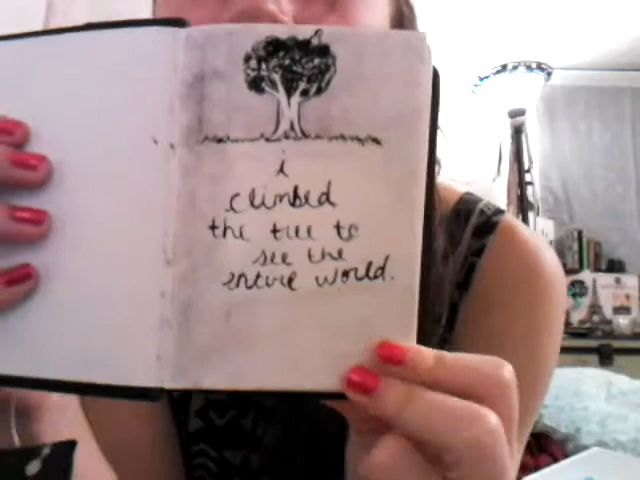 i
climbed
the tree to
see the
entire world.